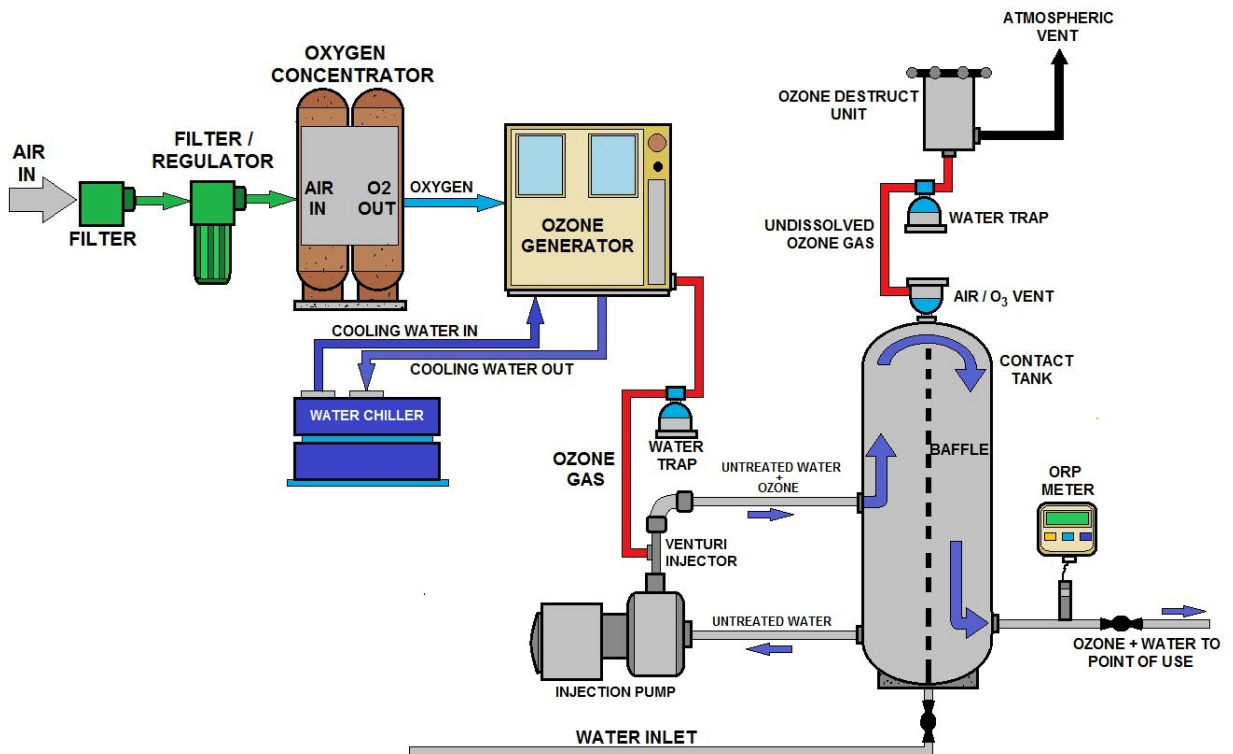 ATMOSPHERIC
VENT
OXYGEN
CONCENTRATOR
OZONE DESTRUCT
UNIT
FILTER /
REGULATOR
AIR
IN
AIR
IN
O2
OUT
OXYGEN
OZONE
GENERATOR
FILTER
WATER TRAP
UNDISSOLVED
OZONE GAS
AIR / O3 VENT
COOLING WATER IN
COOLING WATER OUT
CONTACT
TANK
WATER CHILLER
WATER
TRAP
OZONE
GAS
BAFFLE
UNTREATED WATER
+
OZONE
ORP
METER
VENTURI
INJECTOR
UNTREATED WATER
OZONE + WATER TO
POINT OF USE
INJECTION PUMP
WATER INLET